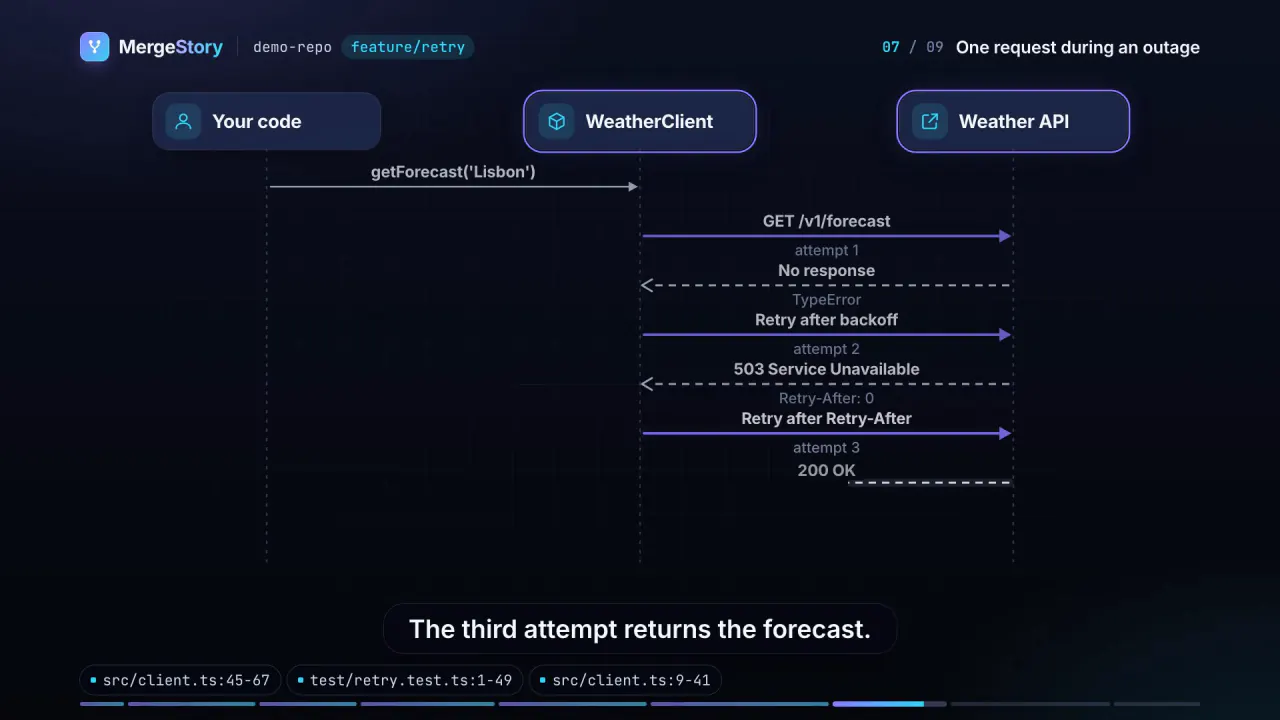 MergeStory demo-repo feature/retry 07 / 09 One request during an outage
Your code WeatherClient Weather API
getForecast('Lisbon')
GET /v1/forecast
attempt 1
No response
TypeError
Retry after backoff
attempt 2
503 Service Unavailable
Retry-After: 0
Retry after Retry-After
attempt 3
200 OK
The third attempt returns the forecast.
src/client.ts:45-67 test/retry.test.ts:1-49 src/client.ts:9-41